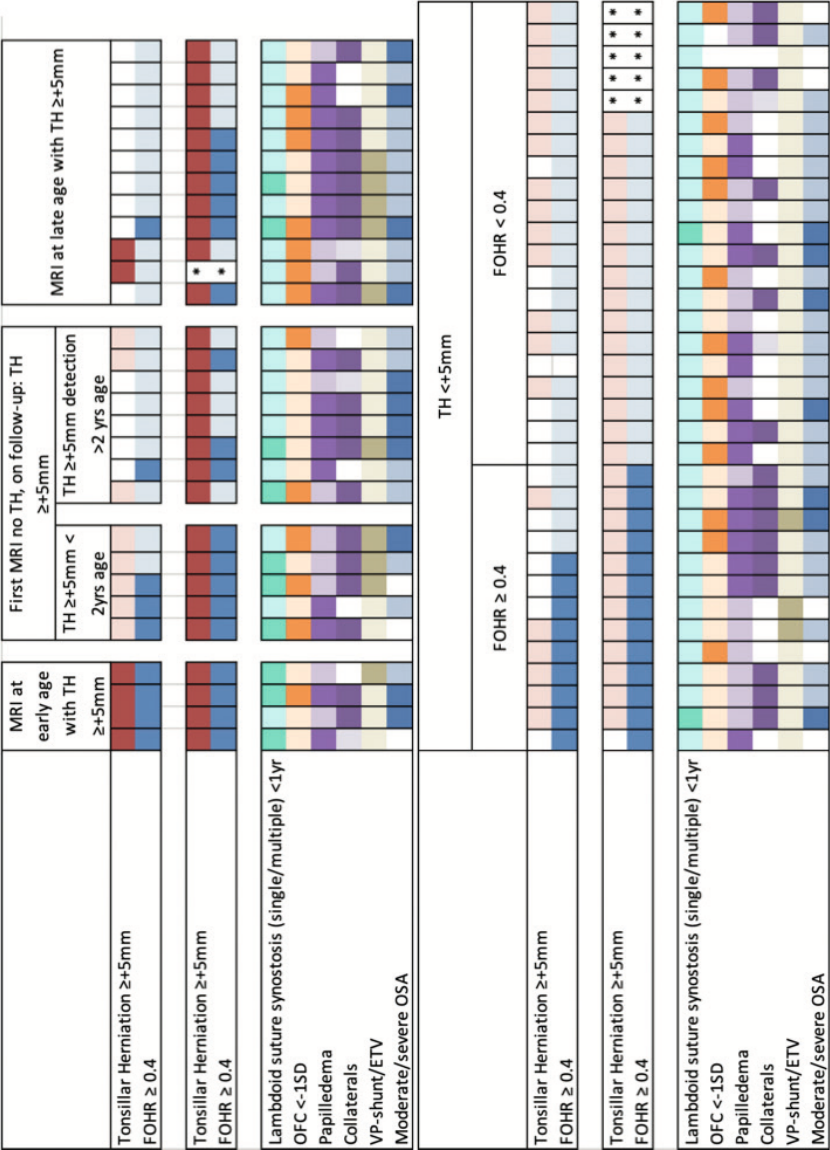 MRI at
early age
with TH
≥+5mm
First MRI no TH, on follow-up: TH
≥+5mm
TH ≥+5mm <
2yrs age
TH ≥+5mm detection
>2 yrs age
MRI at late age with TH ≥+5mm
Tonsillar Herniation ≥+5mm
FOHR ≥ 0.4
Tonsillar Herniation ≥+5mm
FOHR ≥ 0.4
*
*
Lambdoid suture synostosis (single/multiple) <1yr
OFC <-1SD
Papilledema
Collaterals
VP-shunt/ETV
Moderate/severe OSA
TH <+5mm
FOHR ≥ 0.4
FOHR < 0.4
Tonsillar Herniation ≥+5mm
FOHR ≥ 0.4
Tonsillar Herniation ≥+5mm
* * * * *
FOHR ≥ 0.4
* * * * *
Lambdoid suture synostosis (single/multiple) <1yr
OFC <-1SD
Papilledema
Collaterals
VP-shunt/ETV
Moderate/severe OSA